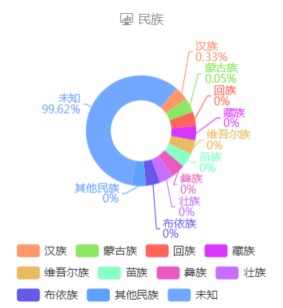 民族
汉族
0.33%
蒙古族
0.05%
回族
0%
藏族
0%
维吾尔族
0%
苗族
0%
彝族
0%
壮族
0%
布依族
0%
其他民族
0%
未知
99.62%
汉族 蒙古族 回族 藏族
维吾尔族 苗族 彝族 壮族
布依族 其他民族 未知